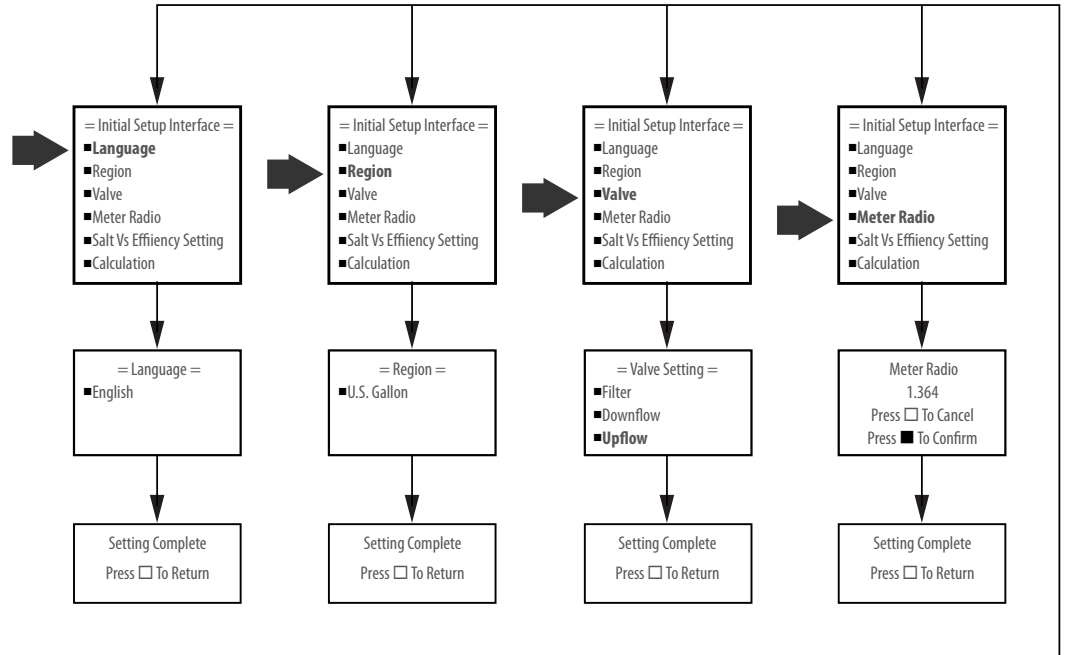 = Initial Setup Interface =
■Language
■Region
■Valve
■Meter Radio
■Salt Vs Effiiency Setting
■Calculation
= Language =
■English
Setting Complete
Press □ To Return
= Initial Setup Interface =
■Language
■Region
■Valve
■Meter Radio
■Salt Vs Effiiency Setting
■Calculation
= Region =
■U.S. Gallon
Setting Complete
Press □ To Return
= Initial Setup Interface =
■Language
■Region
■Valve
■Meter Radio
■Salt Vs Effiiency Setting
■Calculation
= Valve Setting =
■Filter
■Downflow
■Upflow
Setting Complete
Press □ To Return
= Initial Setup Interface =
■Language
■Region
■Valve
■Meter Radio
■Salt Vs Effiiency Setting
■Calculation
Meter Radio
1.364
Press □ To Cancel
Press ■ To Confirm
Setting Complete
Press □ To Return